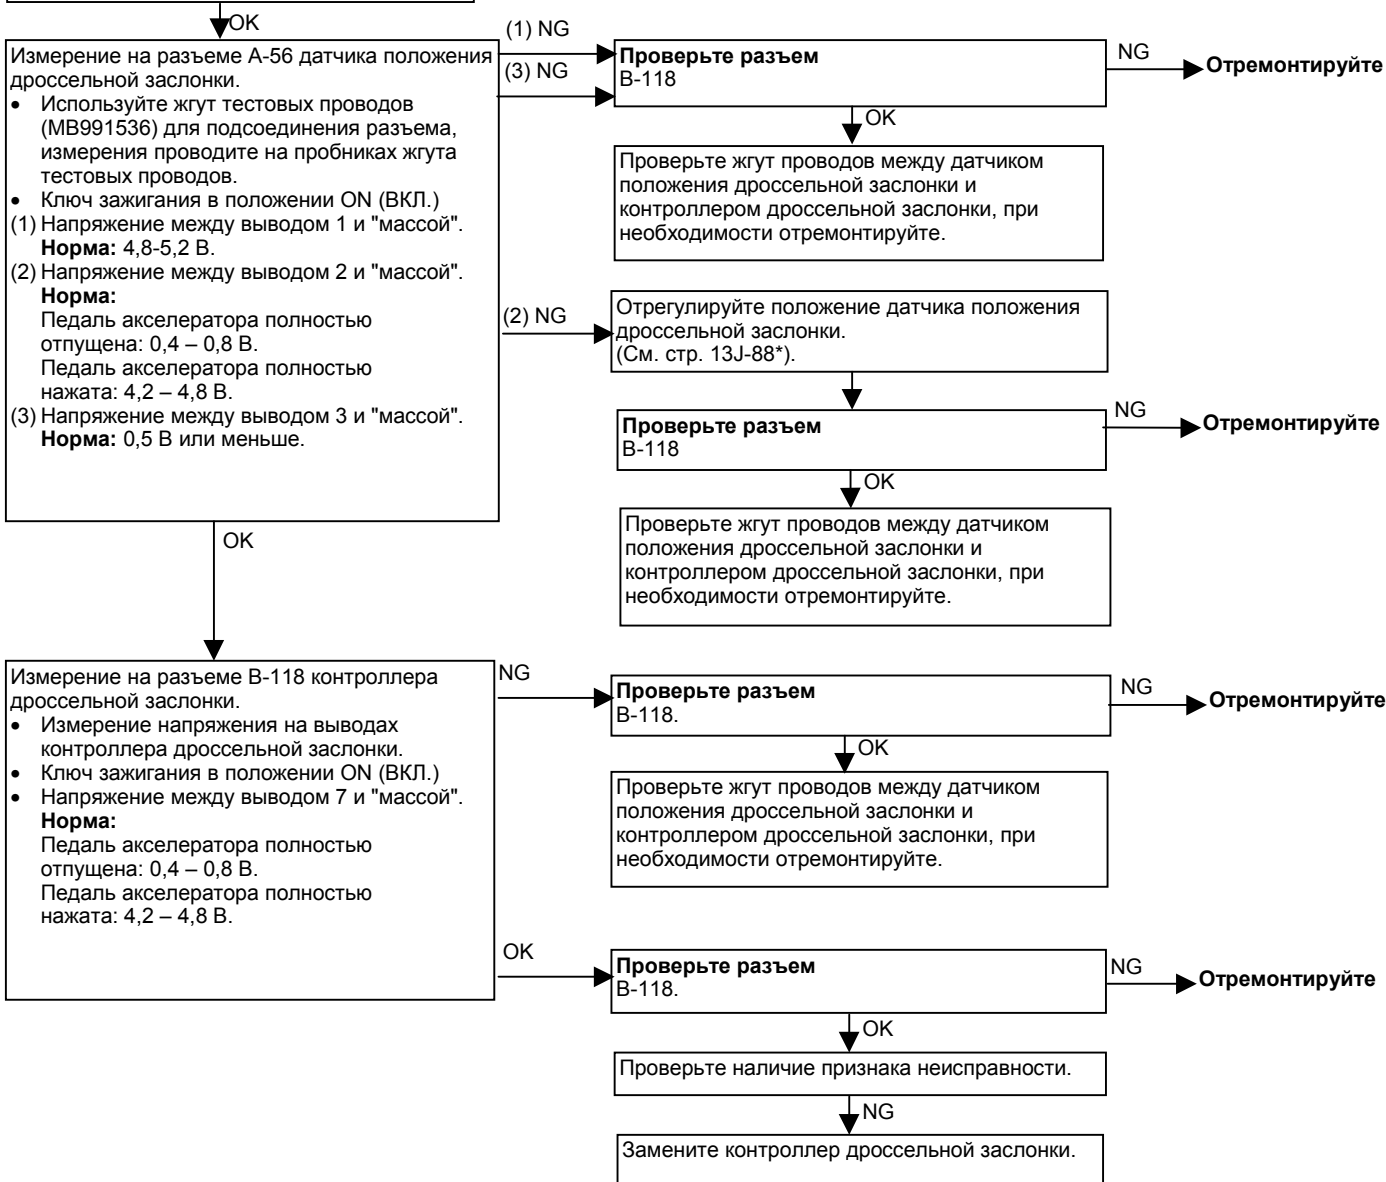 OK
Измерение на разъеме A-56 датчика положения
дроссельной заслонки.
• Используйте жгут тестовых проводов
(MB991536) для подсоединения разъема,
измерения проводите на пробниках жгута
тестовых проводов.
• Ключ зажигания в положении ON (ВКЛ.)
(1) Напряжение между выводом 1 и "массой".
Норма: 4,8-5,2 В.
(2) Напряжение между выводом 2 и "массой".
Норма:
Педаль акселератора полностью
отпущена: 0,4 – 0,8 В.
Педаль акселератора полностью
нажата: 4,2 – 4,8 В.
(3) Напряжение между выводом 3 и "массой".
Норма: 0,5 В или меньше.
(1) NG
(3) NG
Проверьте разъем
B-118
NG
Отремонтируйте
OK
Проверьте жгут проводов между датчиком
положения дроссельной заслонки и
контроллером дроссельной заслонки, при
необходимости отремонтируйте.
(2) NG
Отрегулируйте положение датчика положения
дроссельной заслонки.
(См. стр. 13J-88*).
Проверьте разъем
B-118
NG
Отремонтируйте
OK
Проверьте жгут проводов между датчиком
положения дроссельной заслонки и
контроллером дроссельной заслонки, при
необходимости отремонтируйте.
OK
Измерение на разъеме B-118 контроллера
дроссельной заслонки.
• Измерение напряжения на выводах
контроллера дроссельной заслонки.
• Ключ зажигания в положении ON (ВКЛ.)
• Напряжение между выводом 7 и "массой".
Норма:
Педаль акселератора полностью
отпущена: 0,4 – 0,8 В.
Педаль акселератора полностью
нажата: 4,2 – 4,8 В.
NG
Проверьте разъем
B-118.
NG
Отремонтируйте
OK
Проверьте жгут проводов между датчиком
положения дроссельной заслонки и
контроллером дроссельной заслонки, при
необходимости отремонтируйте.
OK
Проверьте разъем
B-118.
NG
Отремонтируйте
OK
Проверьте наличие признака неисправности.
NG
Замените контроллер дроссельной заслонки.